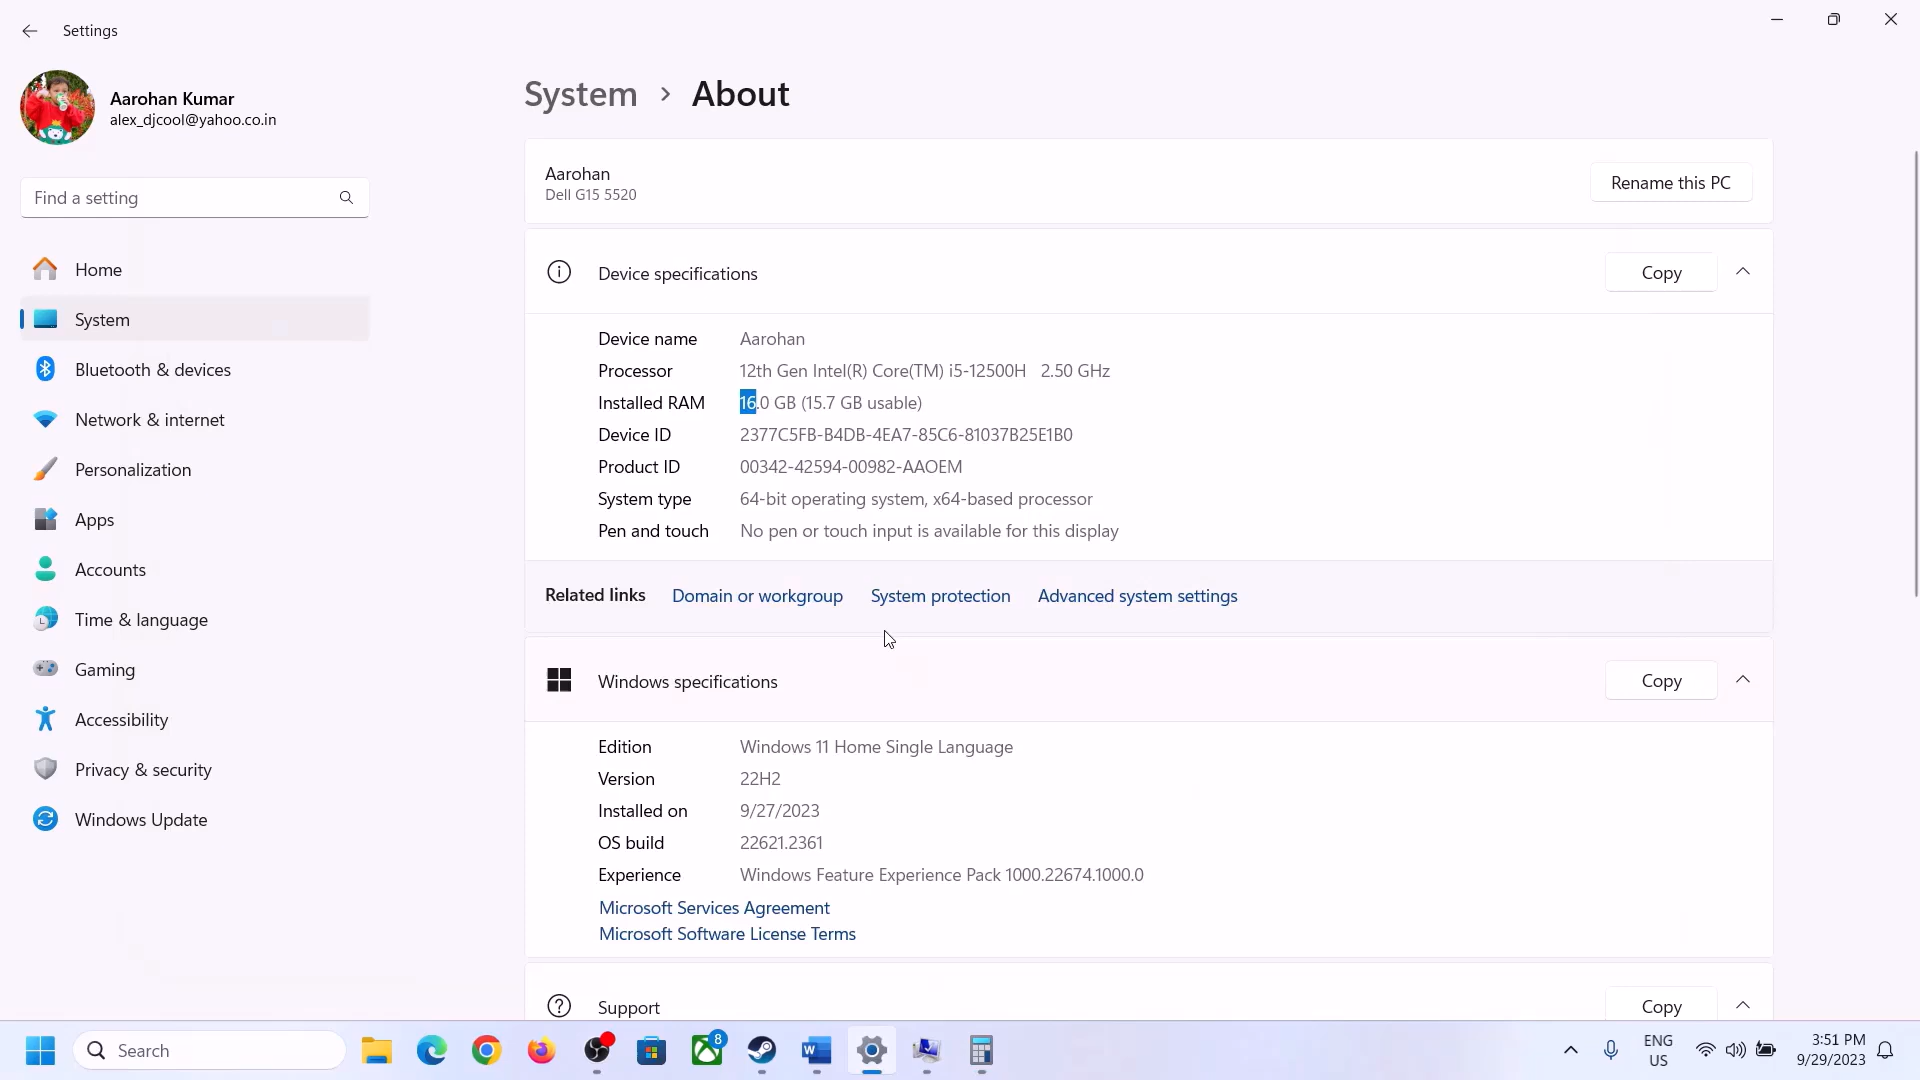 Settings
Aarohan Kumar
alex_djcool@yahoo.co.in
Find a setting
Home
System
Bluetooth & devices
Network & internet
Personalization
Apps
Accounts
Time & language
Gaming
Accessibility
Privacy & security
Windows Update
System > About
Aarohan
Dell G15 5520
Rename this PC
Device specifications
Copy
Device name Aarohan
Processor 12th Gen Intel(R) Core(TM) i5-12500H 2.50 GHz
Installed RAM 16.0 GB (15.7 GB usable)
Device ID 2377C5FB-B4DB-4EA7-85C6-81037B25E1B0
Product ID 00342-42594-00982-AAOEM
System type 64-bit operating system, x64-based processor
Pen and touch No pen or touch input is available for this display
Related links Domain or workgroup System protection Advanced system settings
Windows specifications
Copy
Edition Windows 11 Home Single Language
Version 22H2
Installed on 9/27/2023
OS build 22621.2361
Experience Windows Feature Experience Pack 1000.22674.1000.0
Microsoft Services Agreement
Microsoft Software License Terms
Support
Copy
Search
8
W
ENG
US
3:51 PM
9/29/2023